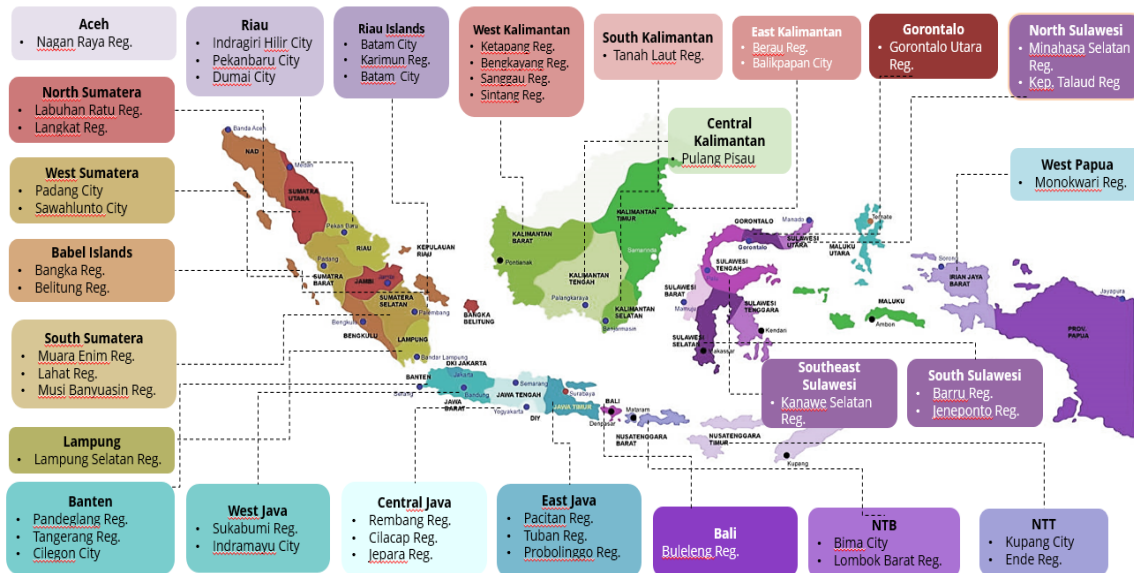 Aceh
• Nagan Raya Reg.
Riau
• Indragiri Hilir City
• Pekanbaru City
• Dumai City
Riau Islands
• Batam City
• Karimun Reg.
• Batam City
West Kalimantan
• Ketapang Reg.
• Bengkayang Reg.
• Sanggau Reg.
• Sintang Reg.
South Kalimantan
• Tanah Laut Reg.
East Kalimantan
• Berau Reg.
• Balikpapan City
Gorontalo
• Gorontalo Utara
Reg.
North Sulawesi
• Minahasa Selatan
Reg.
• Kep. Talaud Reg
North Sumatera
• Labuhan Ratu Reg.
• Langkat Reg.
Central
Kalimantan
• Pulang Pisau
West Sumatera
• Padang City
• Sawahlunto City
West Papua
• Monokwari Reg.
Babel Islands
• Bangka Reg.
• Belitung Reg.
South Sumatera
• Muara Enim Reg.
• Lahat Reg.
• Musi Banyuasin Reg.
Lampung
• Lampung Selatan Reg.
Southeast
Sulawesi
• Kanawe Selatan
Reg.
South Sulawesi
• Barru Reg.
• Jeneponto Reg.
Banten
• Pandeglang Reg.
• Tangerang Reg.
• Cilegon City
West Java
• Sukabumi Reg.
• Indramayu City
Central Java
• Rembang Reg.
• Cilacap Reg.
• Jepara Reg.
East Java
• Pacitan Reg.
• Tuban Reg.
• Probolinggo Reg.
Bali
Buleleng Reg.
NTB
• Bima City
• Lombok Barat Reg.
NTT
• Kupang City
• Ende Reg.
Banda Aceh
NAD
Medan
SUMATRA
UTARA
Pekan Baru
RIAU
KEPULAUAN
RIAU
Padang
SUMATRA
BARAT
JAMBI
Jambi
SUMATERA
SELATAN
Palembang
BANGKA
BELITUNG
Bengkulu
BENGKULU
LAMPUNG
Bandar Lampung
DKI JAKARTA
BANTEN
Jakarta
Serang
Bandung
JAWA
BARAT
Semarang
JAWA TENGAH
Yogyakarta
DIY
Surabaya
JAWA TIMUR
BALI
Denpasar
Mataram
NUSATENGGARA
BARAT
NUSATENGGARA
TIMUR
Kupang
KALIMANTAN
BARAT
Pontianak
KALIMANTAN
TIMUR
Samarinda
KALIMANTAN
TENGAH
Palangkaraya
KALIMANTAN
SELATAN
Banjarmasin
GORONTALO
Gorontalo
Manado
SULAWESI
UTARA
SULAWESI
TENGAH
Palu
SULAWESI
BARAT
Mamuju
SULAWESI
TENGGARA
Kendari
SULAWESI
SELATAN
Makassar
Ternate
MALUKU
UTARA
MALUKU
Ambon
Sorong
IRIAN JAYA
BARAT
Jayapura
PROV.
PAPUA